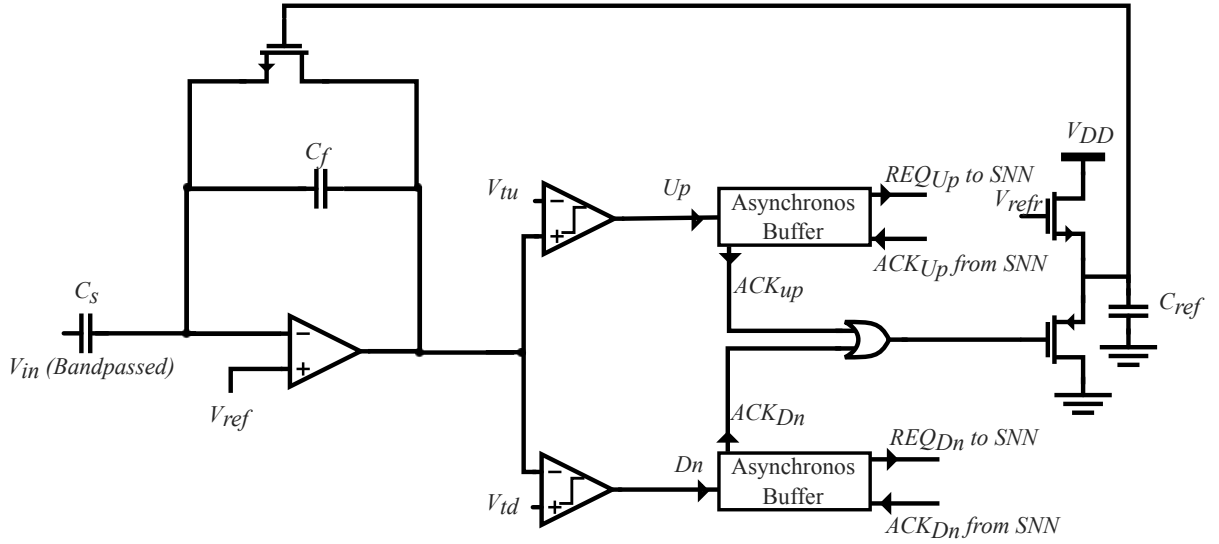 C_f
V_DD
V_tu
Up
REQ_Up to SNN
Asynchronos
Buffer
V_refr
ACK_Up from SNN
ACK_up
C_s
C_ref
−
+
V_in (Bandpassed)
V_ref
ACK_Dn
REQ_Dn to SNN
Dn
Asynchronos
Buffer
V_td
ACK_Dn from SNN
−
+
−
+